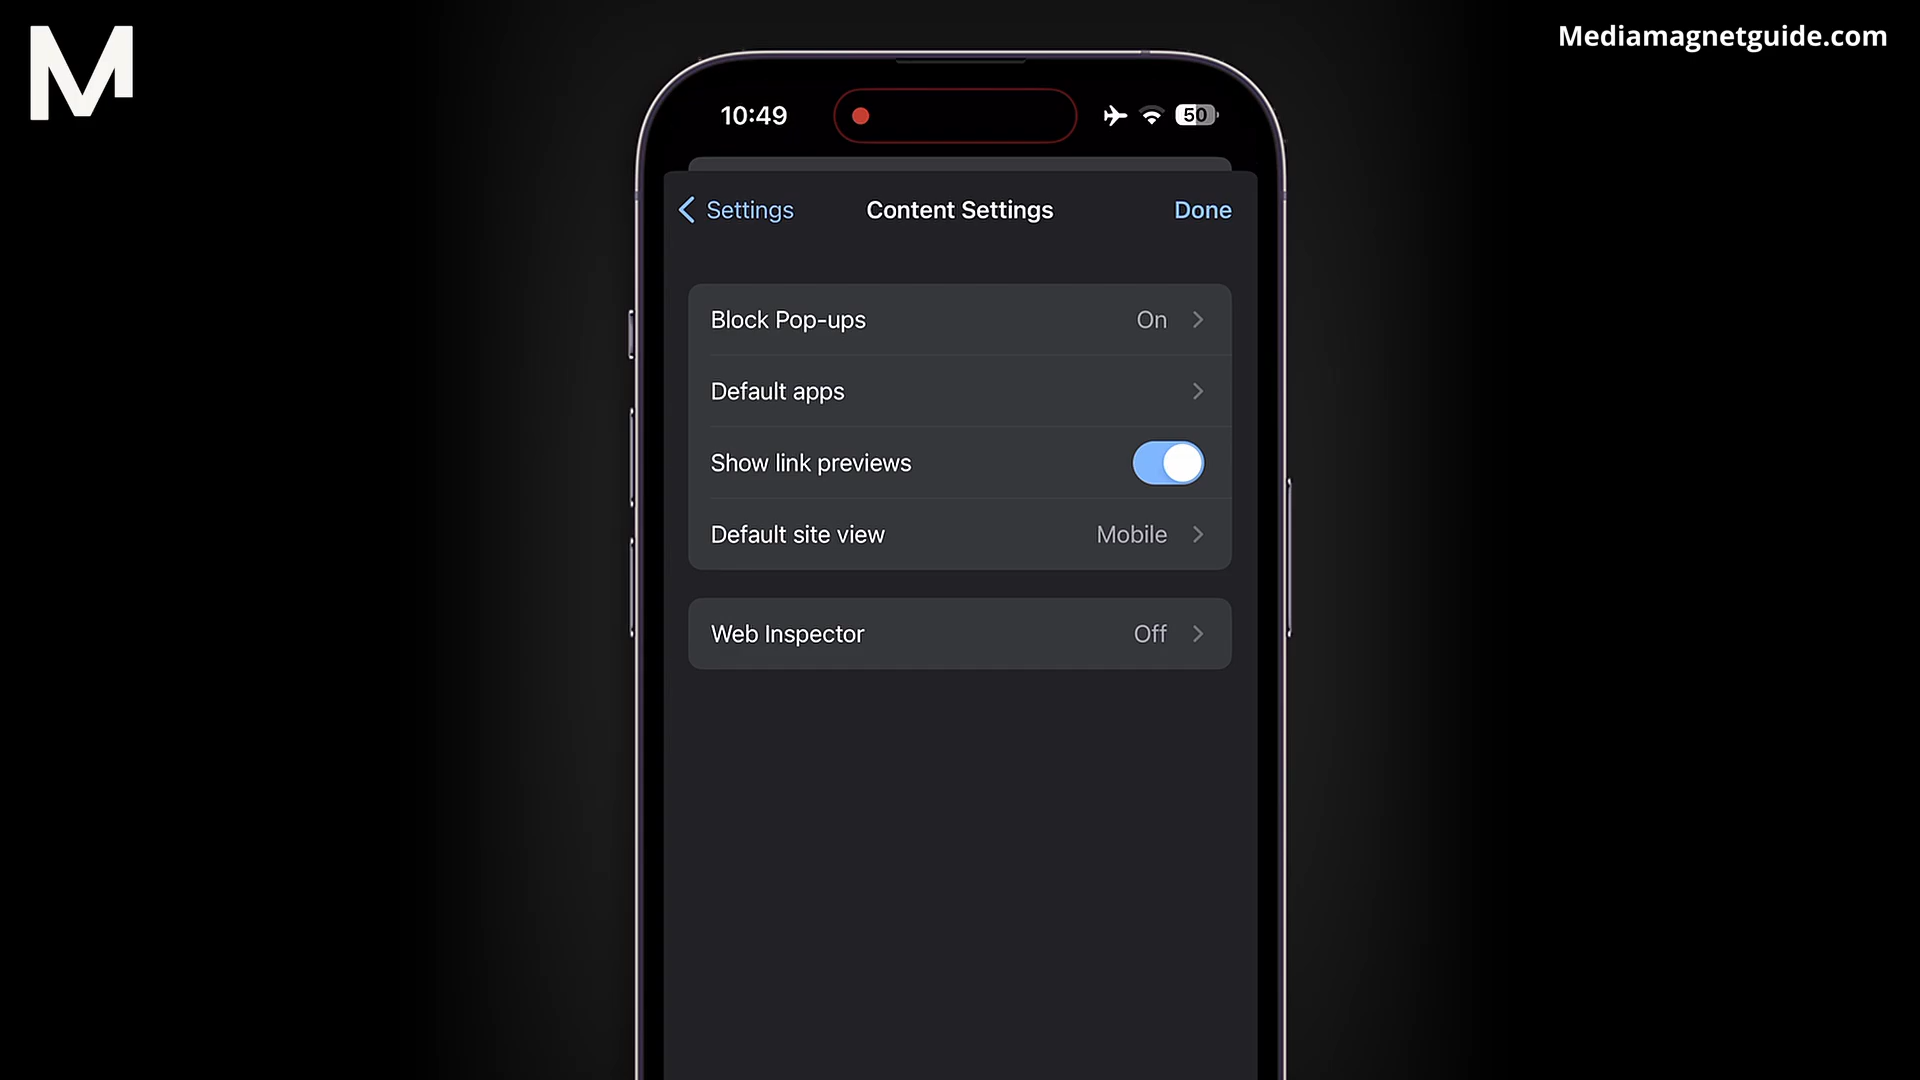 M
Mediamagnetguide.com
10:49
50
Settings
Content Settings
Done
Block Pop-ups
On
Default apps
Show link previews
Default site view
Mobile
Web Inspector
Off